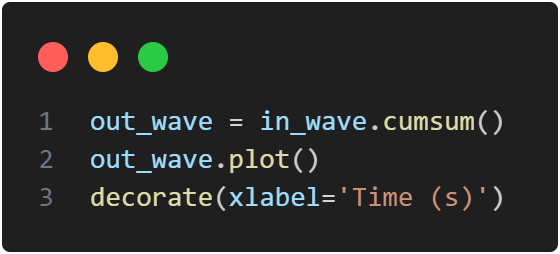 1 out_wave = in_wave.cumsum()
2 out_wave.plot()
3 decorate(xlabel='Time (s)')